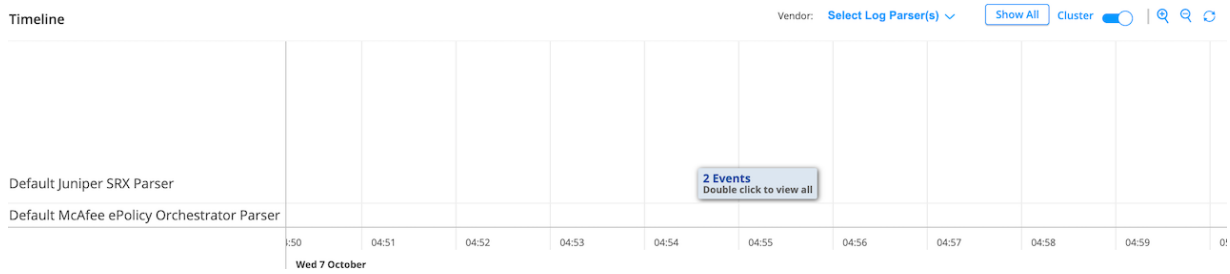 Timeline
Vendor: Select Log Parser(s) Show All Cluster
Default Juniper SRX Parser
2 Events
Double click to view all
Default McAfee ePolicy Orchestrator Parser
:50 04:51 04:52 04:53 04:54 04:55 04:56 04:57 04:58 04:59
Wed 7 October